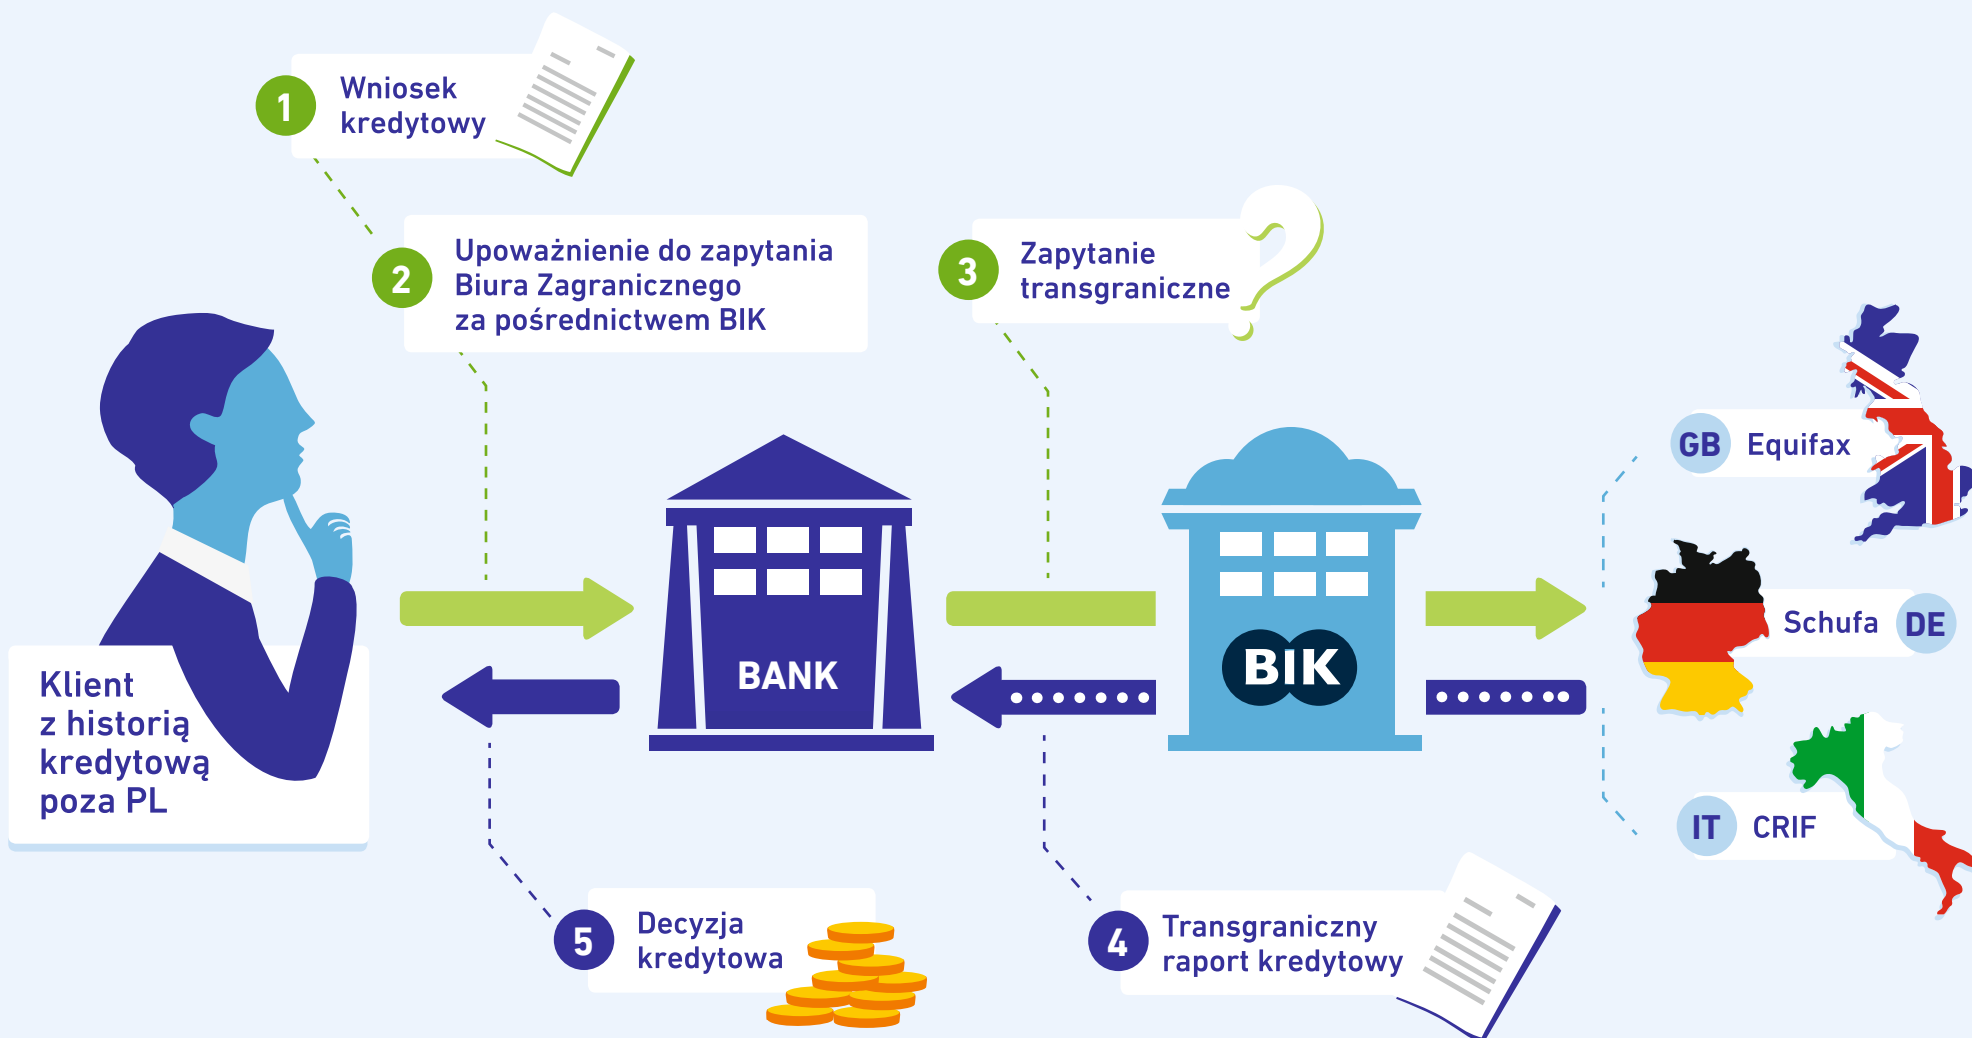 1
Wniosek
kredytowy
2
Upoważnienie do zapytania
Biura Zagranicznego
za pośrednictwem BIK
3
Zapytanie
transgraniczne
?
GB Equifax
Schufa DE
IT CRIF
BANK
BIK
Klient
z historią
kredytową
poza PL
5
Decyzja
kredytowa
4
Transgraniczny
raport kredytowy